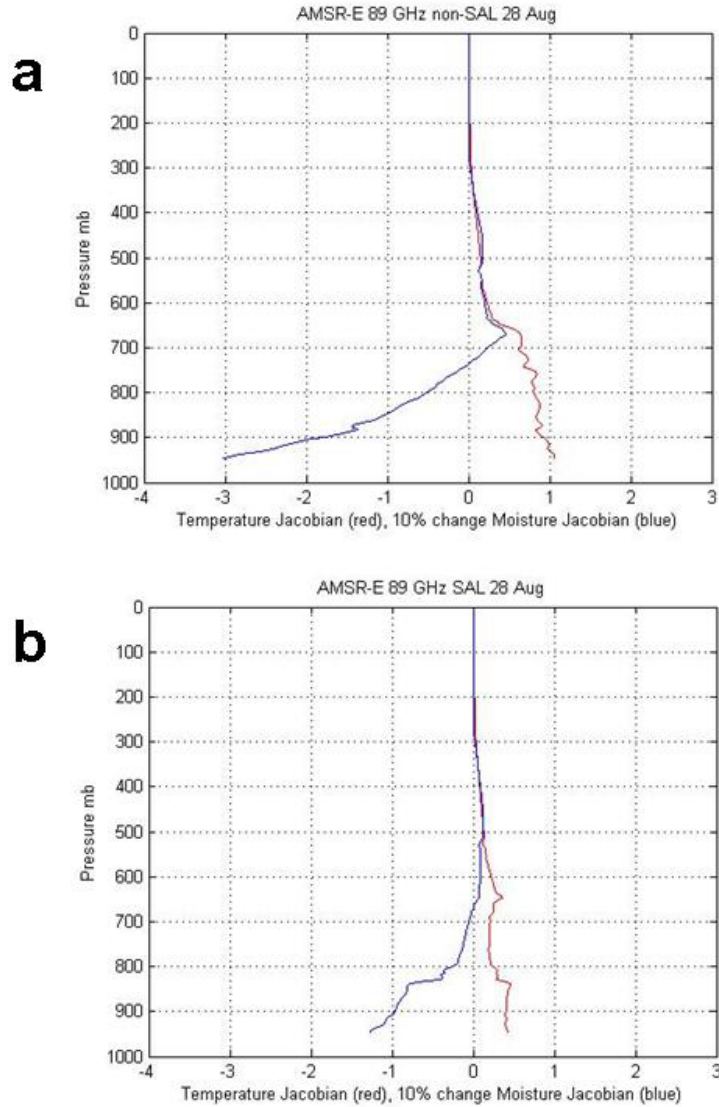 a
AMSR-E 89 GHz non-SAL 28 Aug
0
100
200
300
400
500
600
700
800
900
1000
Pressure mb
-4 -3 -2 -1 0 1 2 3
Temperature Jacobian (red), 10% change Moisture Jacobian (blue)
b
AMSR-E 89 GHz SAL 28 Aug
0
100
200
300
400
500
600
700
800
900
1000
Pressure mb
-4 -3 -2 -1 0 1 2 3
Temperature Jacobian (red), 10% change Moisture Jacobian (blue)